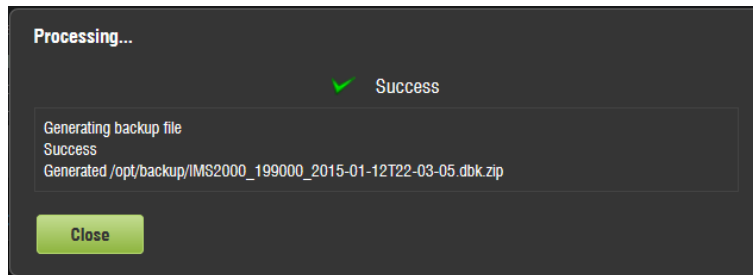 Processing...
Success
Generating backup file
Success
Generated /opt/backup/IMS2000_199000_2015-01-12T22-03-05.dbk.zip
Close